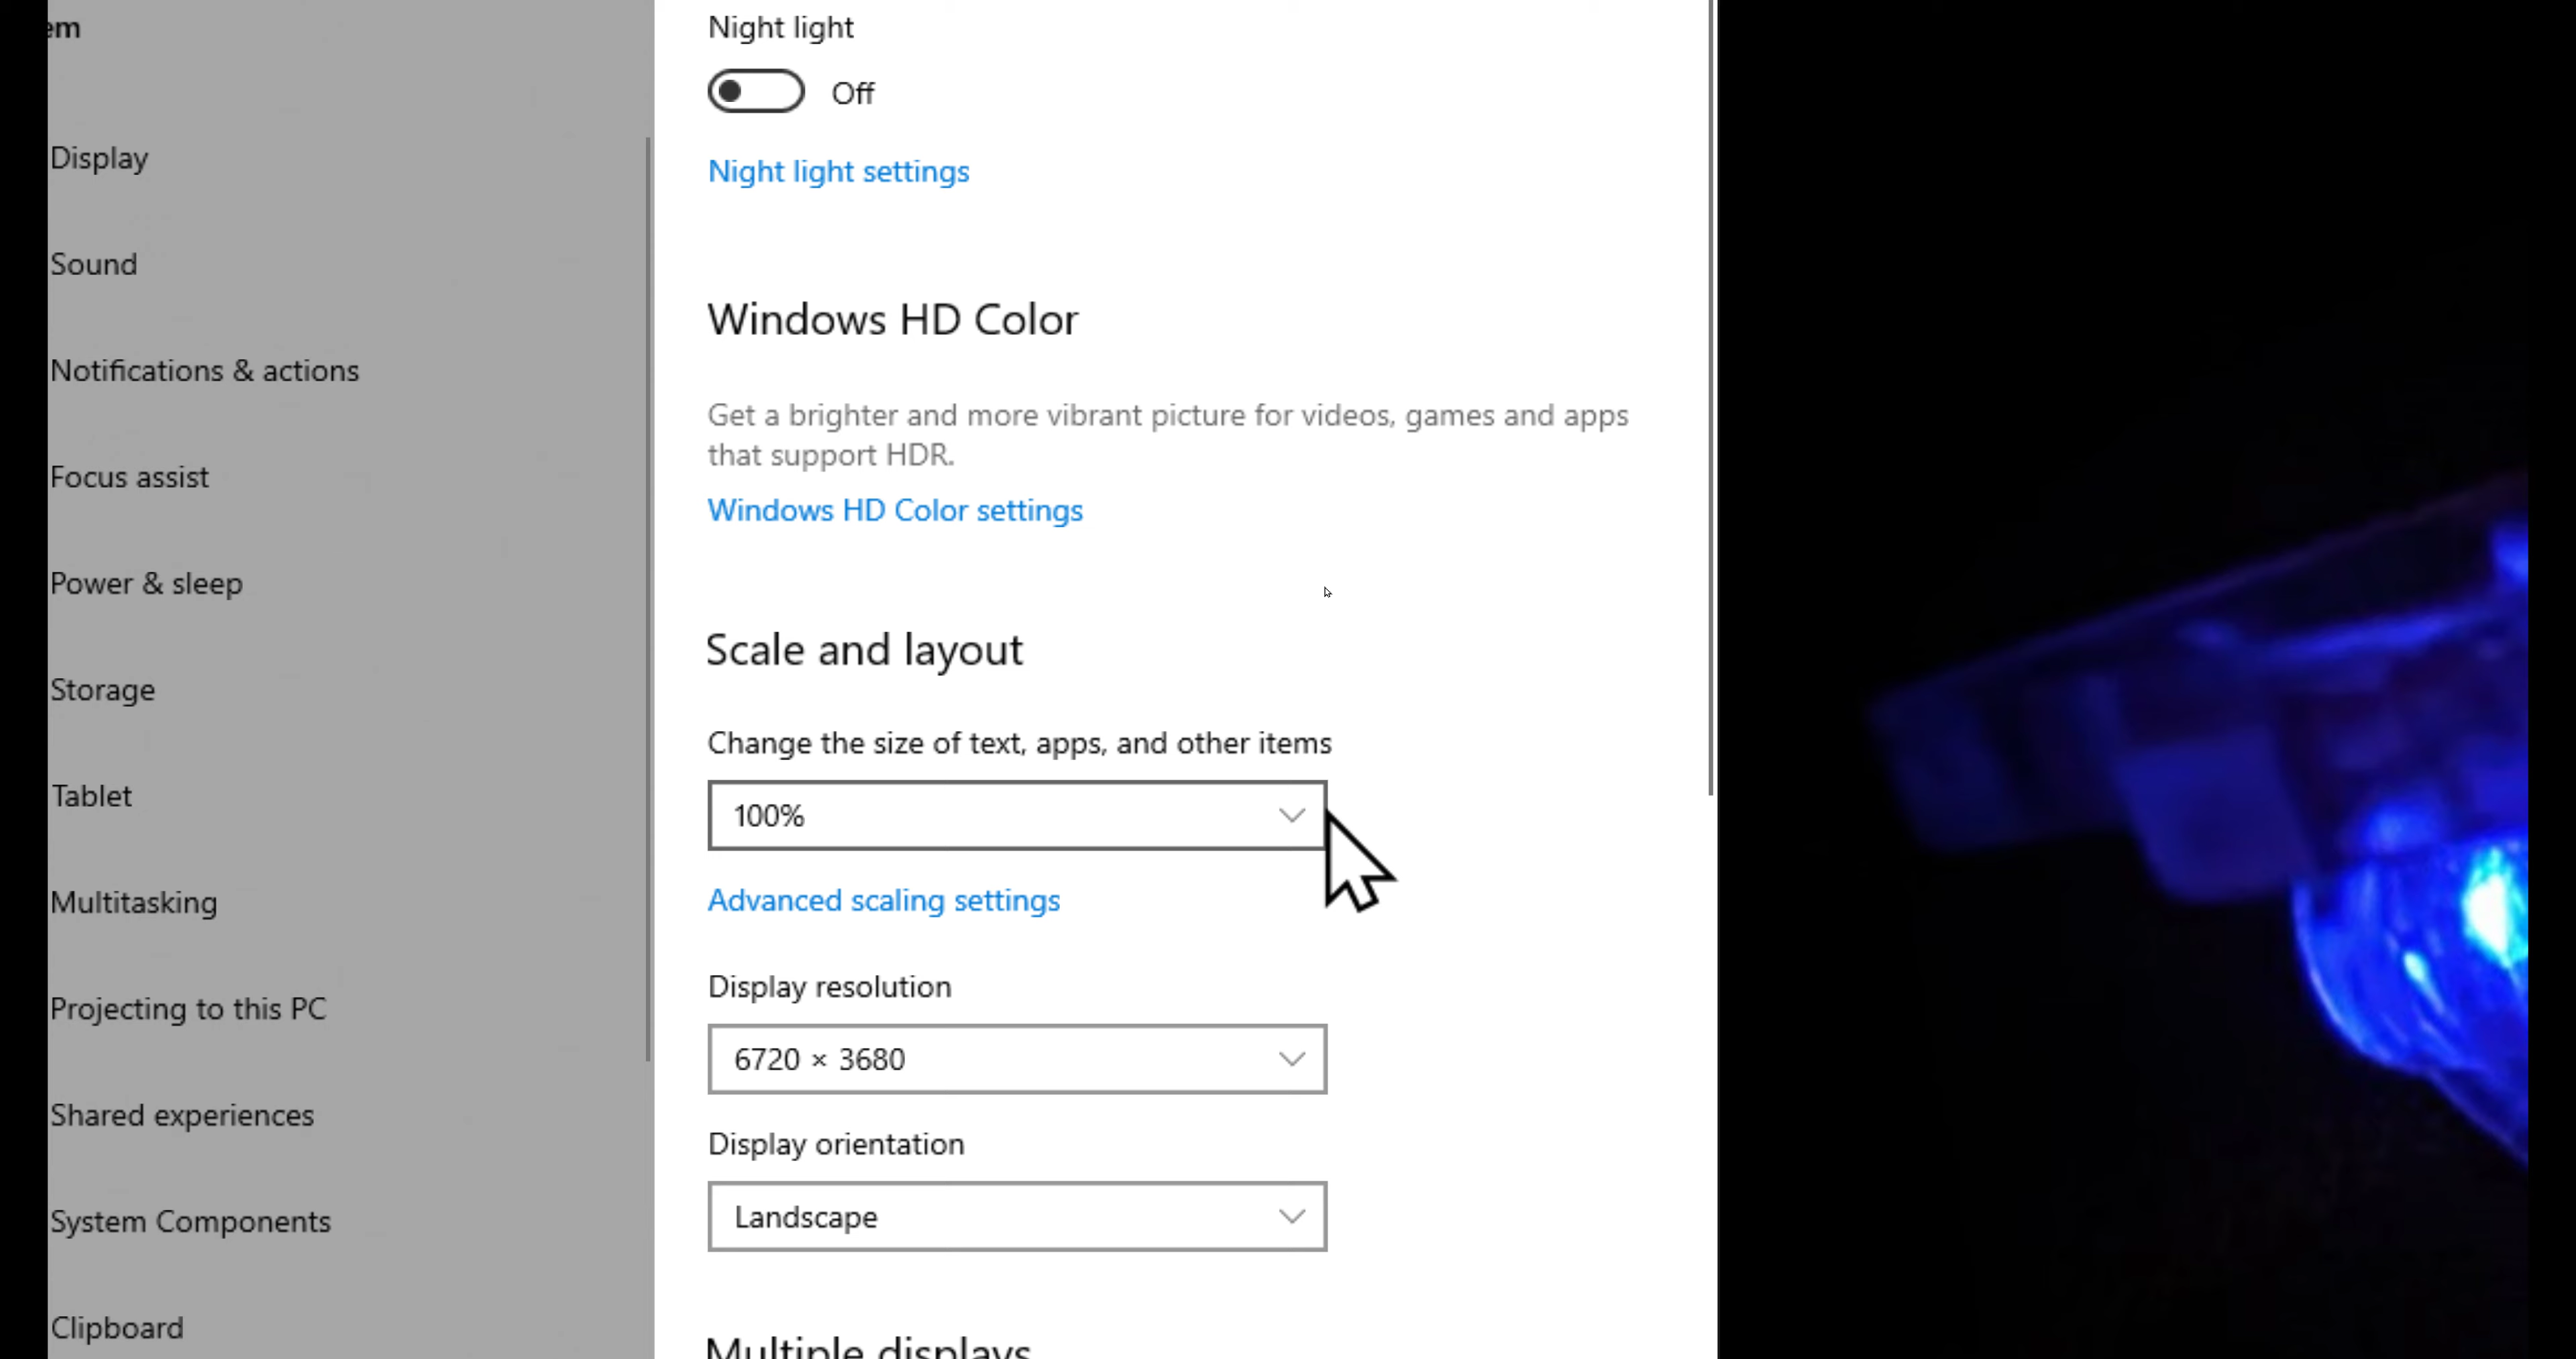 em
Display
Sound
Notifications & actions
Focus assist
Power & sleep
Storage
Tablet
Multitasking
Projecting to this PC
Shared experiences
System Components
Clipboard
Night light
Off
Night light settings
Windows HD Color
Get a brighter and more vibrant picture for videos, games and apps
that support HDR.
Windows HD Color settings
Scale and layout
Change the size of text, apps, and other items
100%
Advanced scaling settings
Display resolution
6720 × 3680
Display orientation
Landscape
Multiple displays